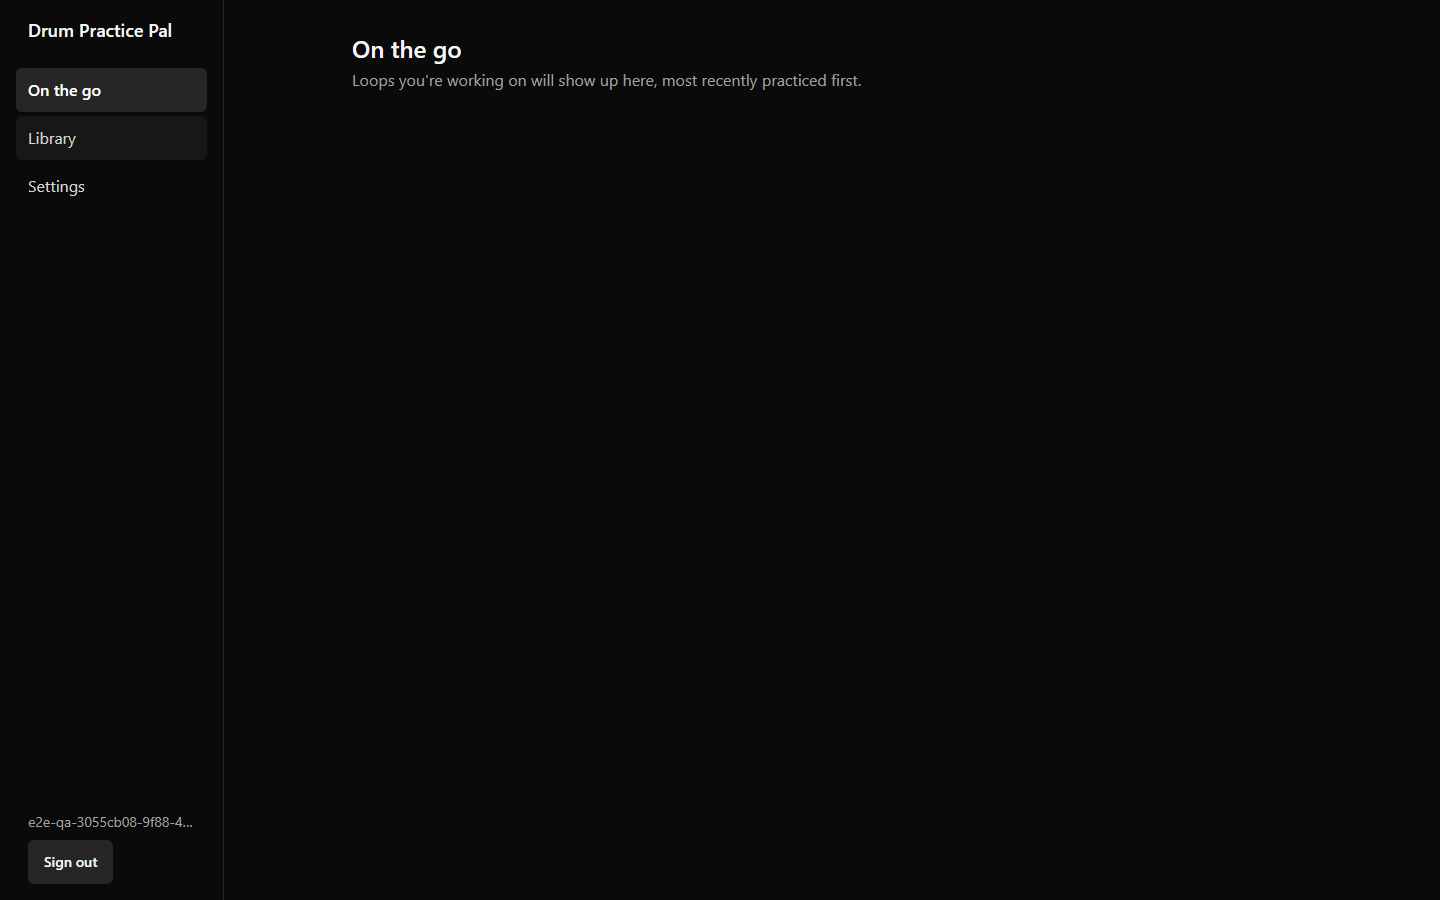 Drum Practice Pal
On the go
Library
Settings
On the go
Loops you're working on will show up here, most recently practiced first.
e2e-qa-3055cb08-9f88-4...
Sign out